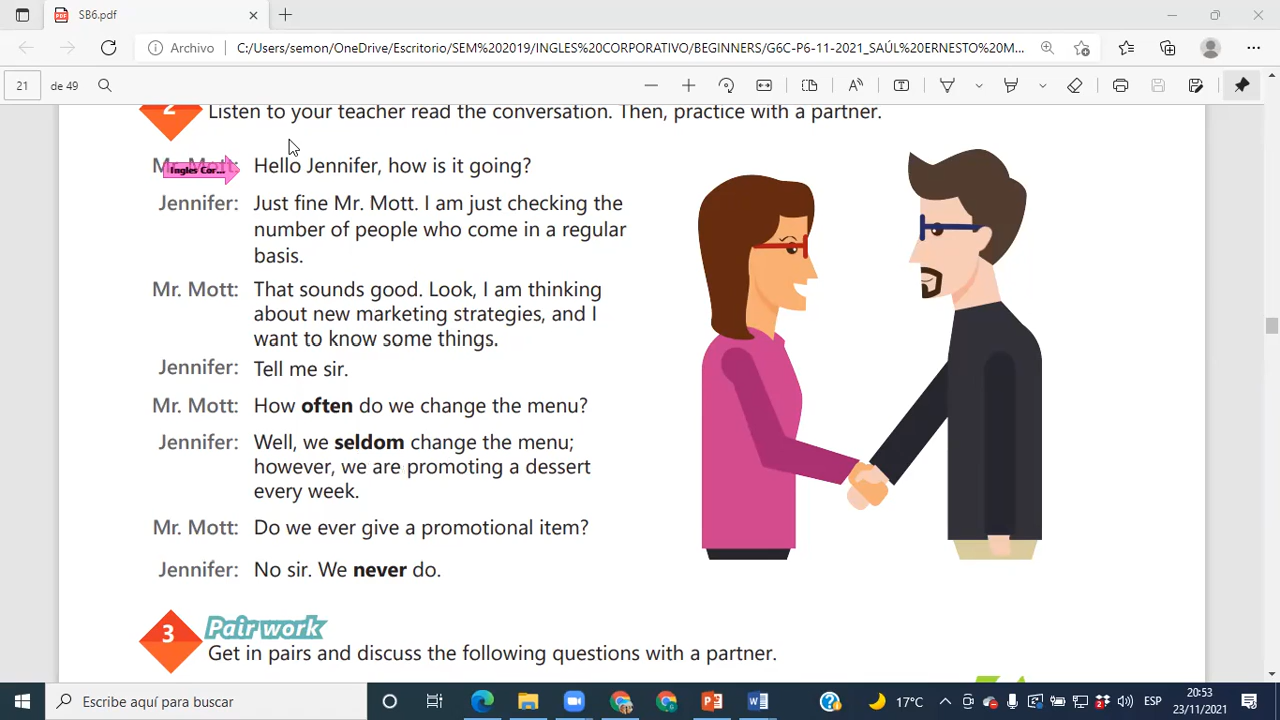 SB6.pdf
Archivo C:/Users/semon/OneDrive/Escritorio/SEM%202019/INGLES%20CORPORATIVO/BEGINNERS/G6C-P6-11-2021_SAÚL%20ERNESTO%20M...
21 de 49
2 Listen to your teacher read the conversation. Then, practice with a partner.
Mr. Mott: Hello Jennifer, how is it going?
Ingles Cor...
Jennifer: Just fine Mr. Mott. I am just checking the
number of people who come in a regular
basis.
Mr. Mott: That sounds good. Look, I am thinking
about new marketing strategies, and I
want to know some things.
Jennifer: Tell me sir.
Mr. Mott: How often do we change the menu?
Jennifer: Well, we seldom change the menu;
however, we are promoting a dessert
every week.
Mr. Mott: Do we ever give a promotional item?
Jennifer: No sir. We never do.
3 Pair work
Get in pairs and discuss the following questions with a partner.
Escribe aquí para buscar
17°C
ESP
20:53
23/11/2021